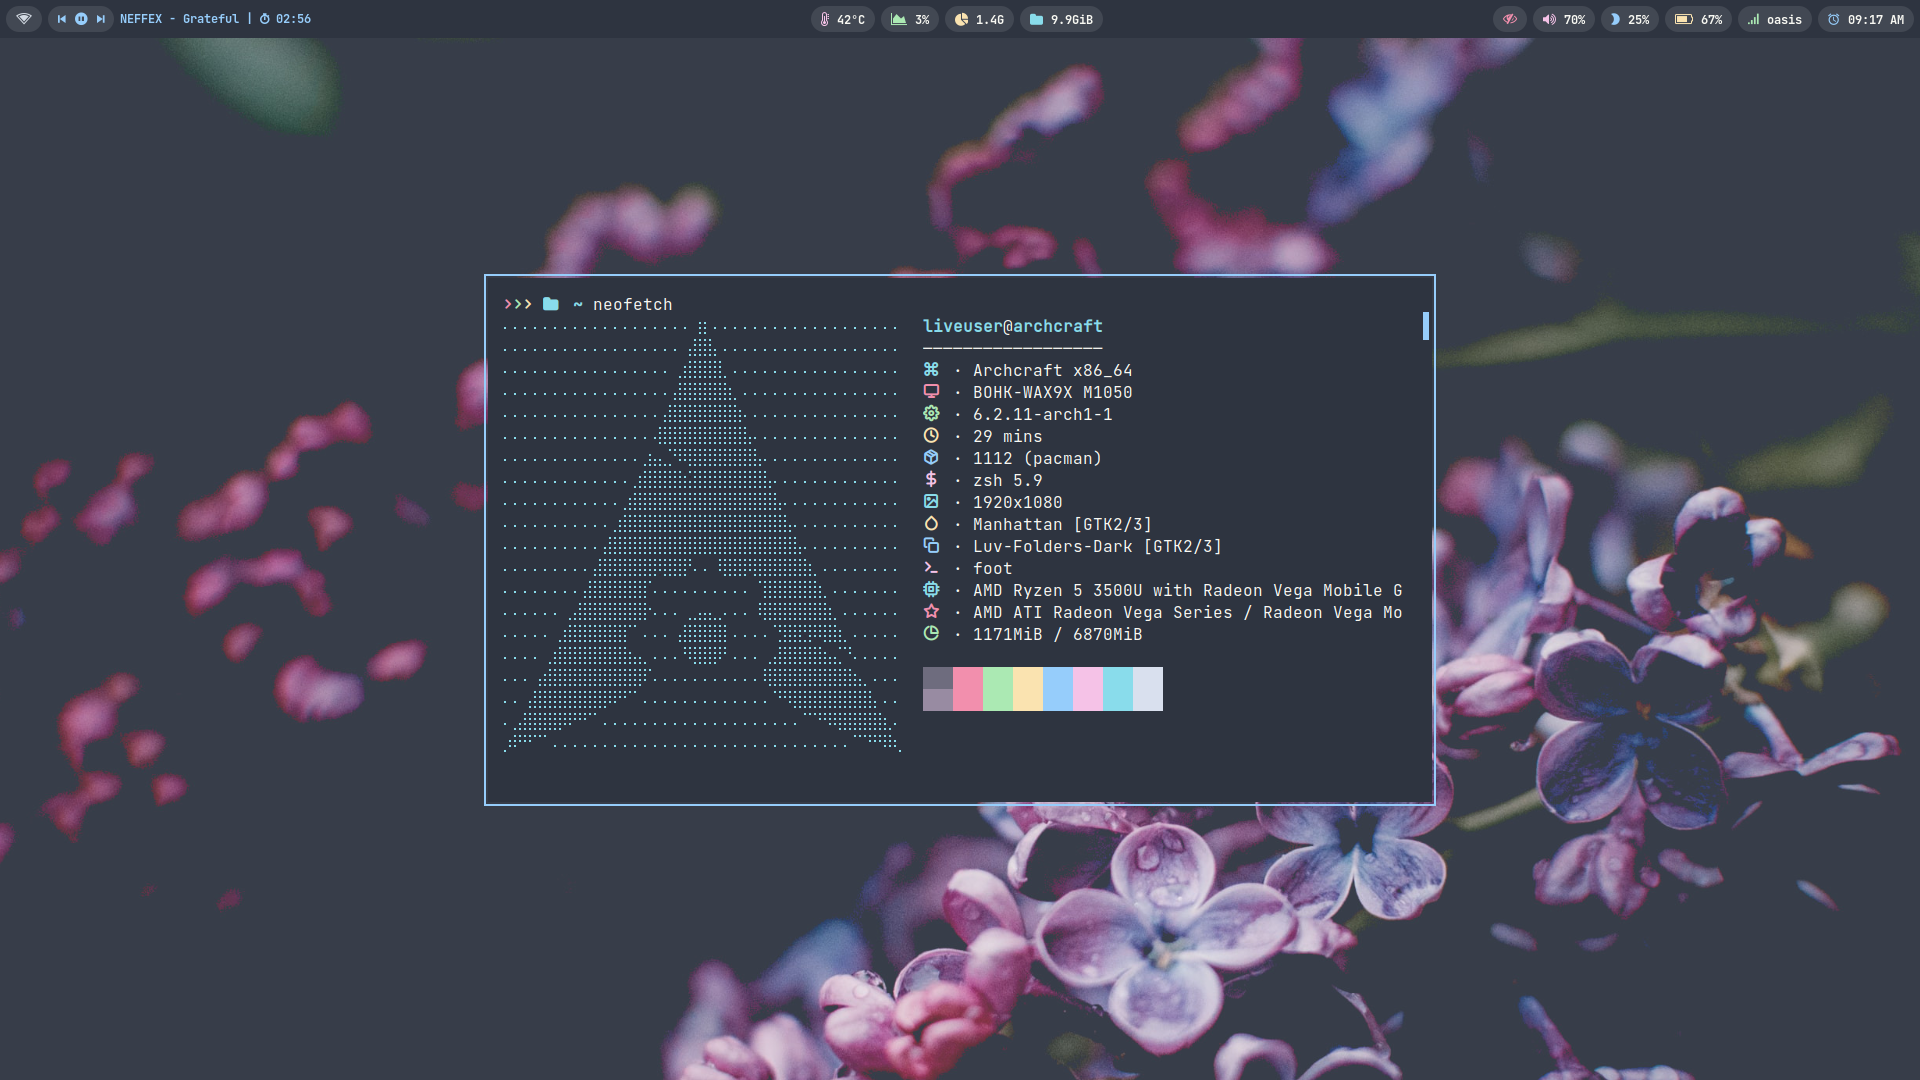 NEFFEX - Grateful | 02:56
42°C 3% 1.4G 9.9GiB
70% 25% 67% oasis 09:17 AM
~ neofetch
liveuser@archcraft
· Archcraft x86_64
· BOHK-WAX9X M1050
· 6.2.11-arch1-1
· 29 mins
· 1112 (pacman)
· zsh 5.9
· 1920x1080
· Manhattan [GTK2/3]
· Luv-Folders-Dark [GTK2/3]
· foot
· AMD Ryzen 5 3500U with Radeon Vega Mobile G
· AMD ATI Radeon Vega Series / Radeon Vega Mo
· 1171MiB / 6870MiB